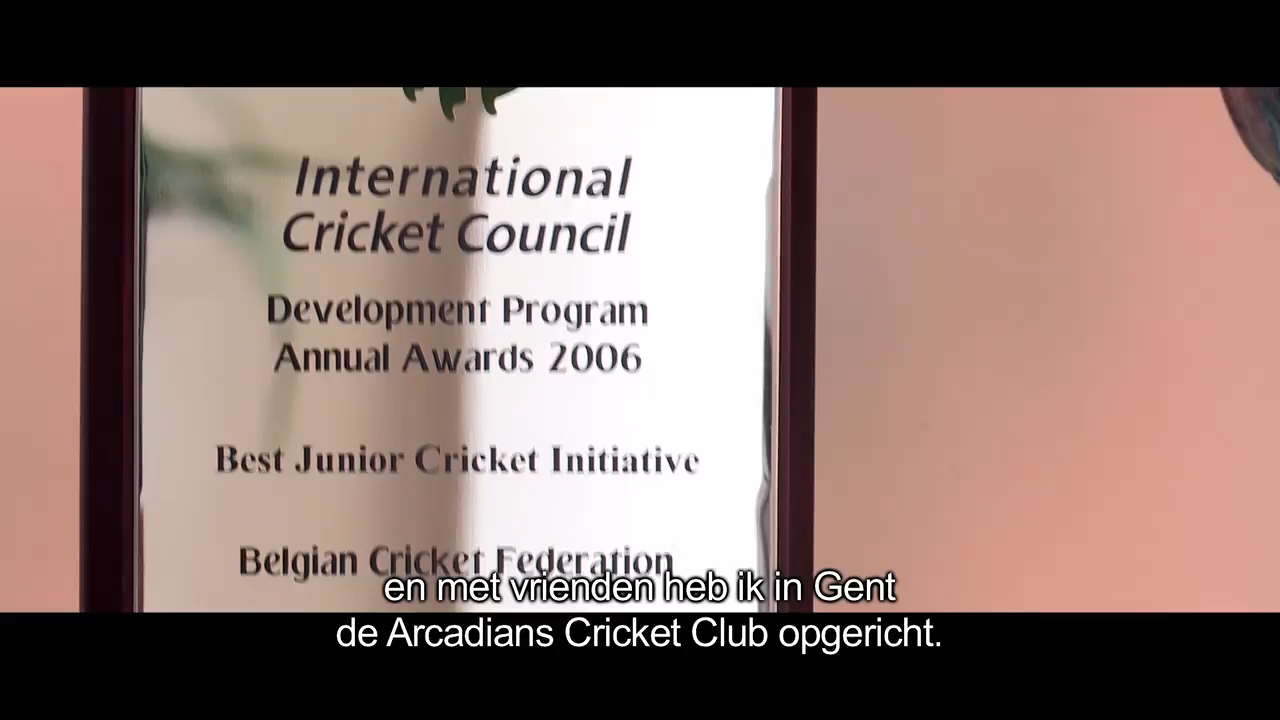 International
Cricket Council
Development Program
Annual Awards 2006
Best Junior Cricket Initiative
Belgian Cricket Federation
en met vrienden heb ik in Gent
de Arcadians Cricket Club opgericht.